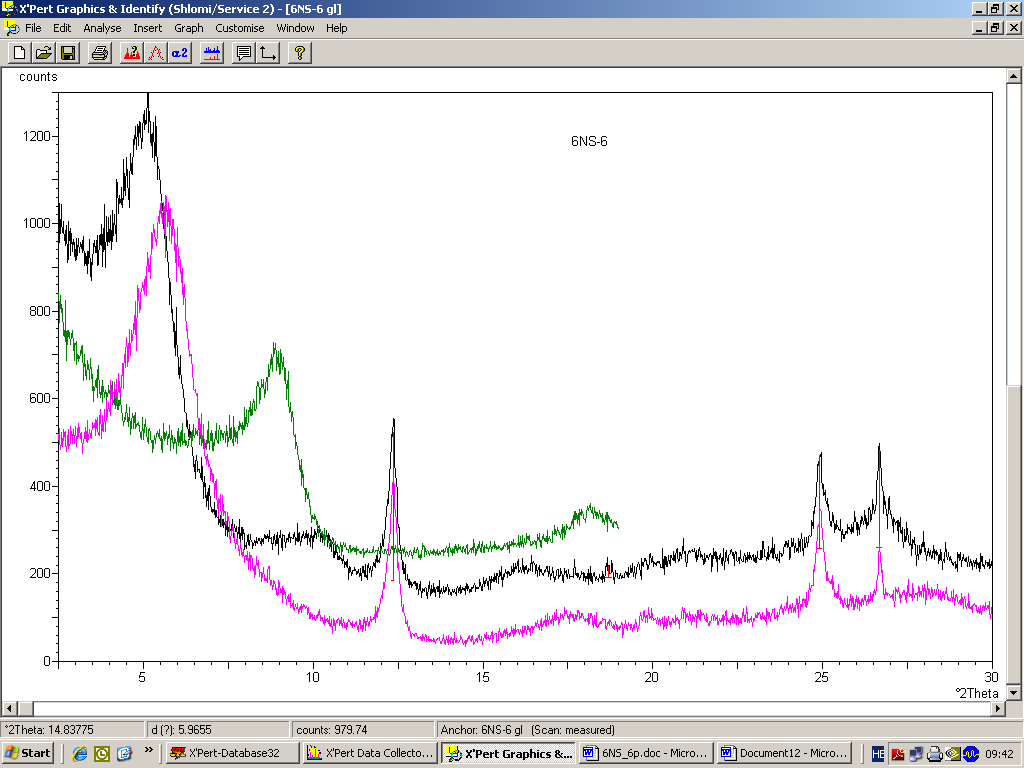 X'Pert Graphics & Identify (Shlomi/Service 2) - [6NS-6 gl]
File Edit Analyse Insert Graph Customise Window Help
α2
?
counts
6NS-6
1200
1000
800
600
400
200
0
5 10 15 20 25 30
°2Theta
°2Theta: 14.83775 d (?): 5.9655 counts: 979.74 Anchor: 6NS-6 gl (Scan: measured)
Start » X'Pert-Database32 X'Pert Data Collecto... X'Pert Graphics &... 6NS_6p.doc - Micro... Document12 - Micro... HE 09:42